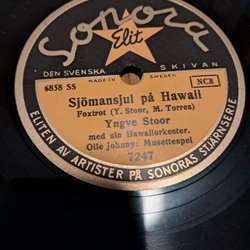 Sonora
Elit
DEN SVENSKA SKIVAN
MADE IN SWEDEN
6858 SS
NCB
Sjömansjul på Hawaii
Foxtrot (Y. Stoor, M. Torres)
Yngve Stoor
med sin Hawaiiorkester.
Olle Johnny: Musettespel
7247
ELITEN AV ARTISTER PÅ SONORAS STJÄRNSERIE